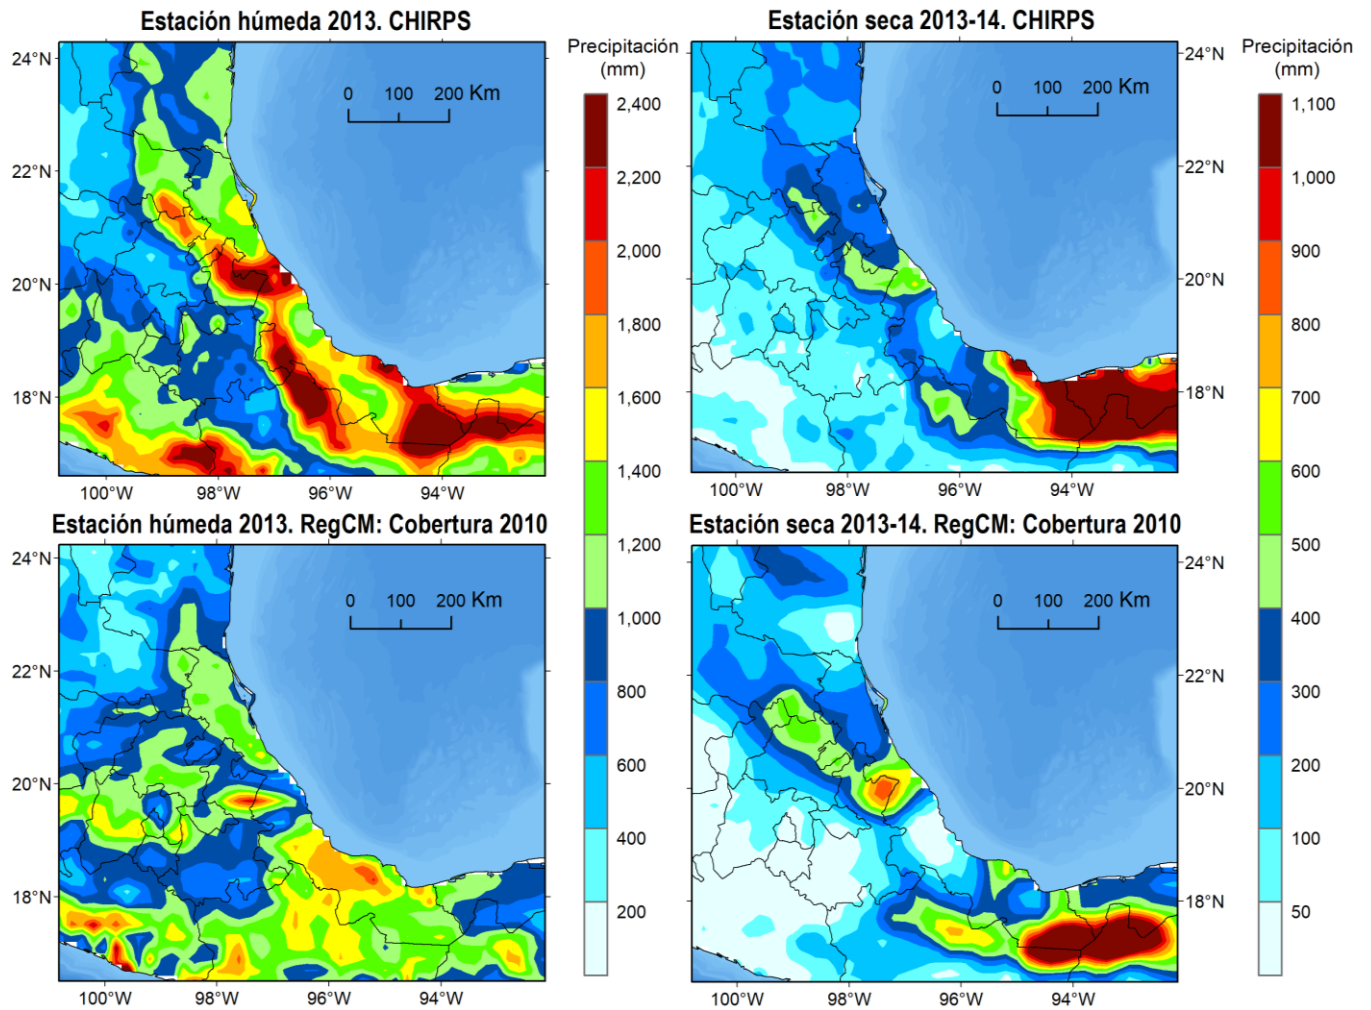 Estación húmeda 2013. CHIRPS
Precipitación
(mm)
24°N
22°N
20°N
18°N
0 100 200 Km
100°W 98°W 96°W 94°W
2,400
2,200
2,000
1,800
1,600
1,400
1,200
1,000
800
600
400
200
Estación seca 2013-14. CHIRPS
Precipitación
(mm)
0 100 200 Km
24°N
22°N
20°N
18°N
100°W 98°W 96°W 94°W
1,100
1,000
900
800
700
600
500
400
300
200
100
50
Estación húmeda 2013. RegCM: Cobertura 2010
24°N
22°N
20°N
18°N
0 100 200 Km
100°W 98°W 96°W 94°W
Estación seca 2013-14. RegCM: Cobertura 2010
0 100 200 Km
24°N
22°N
20°N
18°N
100°W 98°W 96°W 94°W